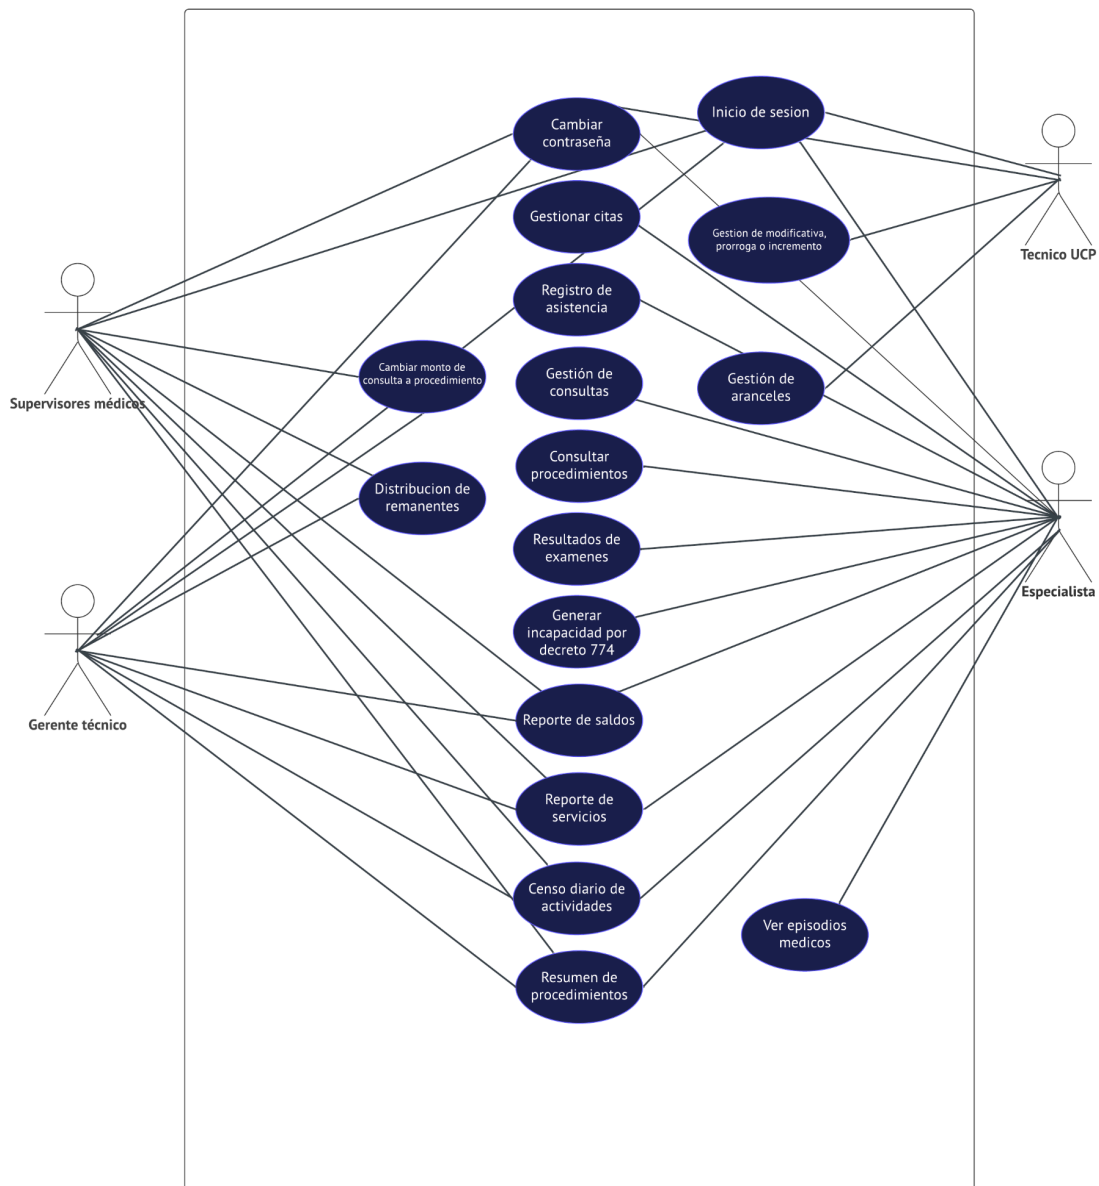 Inicio de sesion
Cambiar
contraseña
Gestionar citas
Gestion de modificativa,
prorroga o incremento
Tecnico UCP
Registro de
asistencia
Supervisores médicos
Cambiar monto de
consulta a procedimiento
Gestión de
consultas
Gestión de
aranceles
Consultar
procedimientos
Distribucion de
remanentes
Resultados de
examenes
Especialista
Generar
incapacidad por
decreto 774
Gerente técnico
Reporte de saldos
Reporte de
servicios
Censo diario de
actividades
Ver episodios
medicos
Resumen de
procedimientos